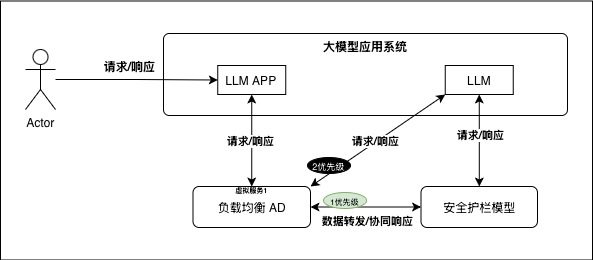 大模型应用系统
请求/响应
LLM APP
LLM
Actor
请求/响应
请求/响应
请求/响应
2优先级
虚拟服务1
负载均衡 AD
1优先级
安全护栏模型
数据转发/协同响应